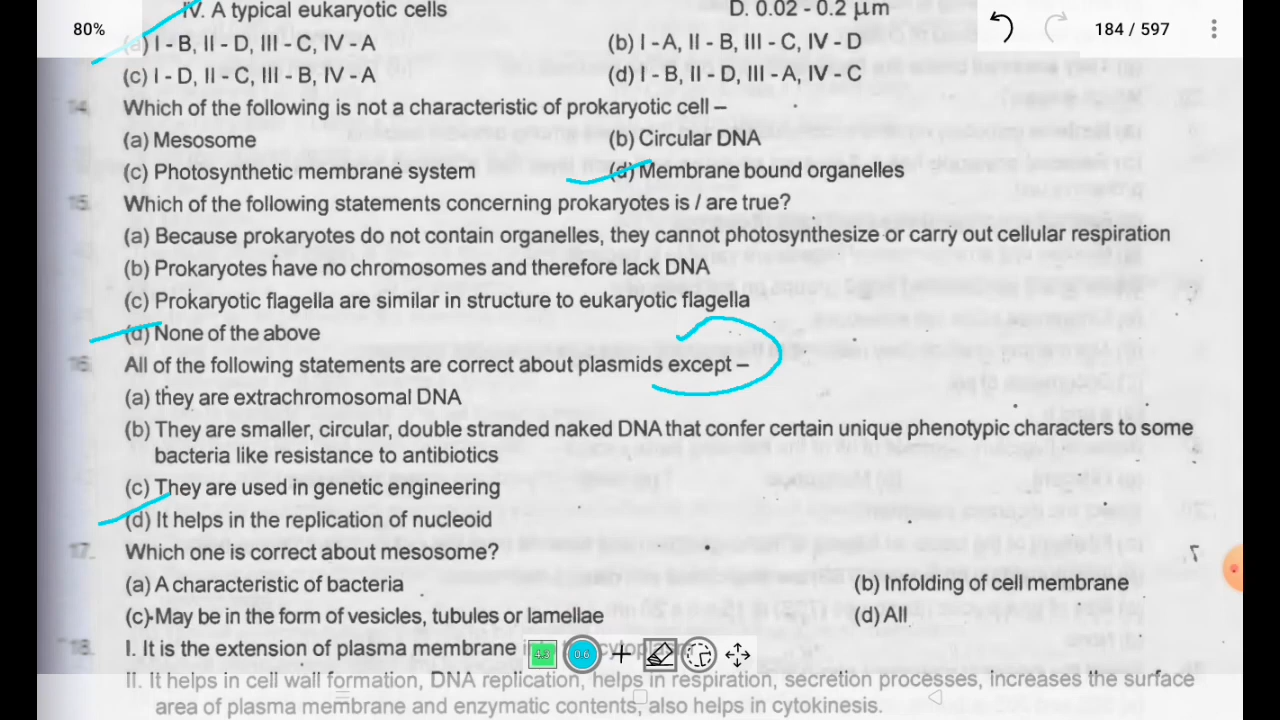 80%
184 / 597
IV. A typical eukaryotic cells
D. 0.02 - 0.2 μm
(a) I - B, II - D, III - C, IV - A
(b) I - A, II - B, III - C, IV - D
(c) I - D, II - C, III - B, IV - A
(d) I - B, II - D, III - A, IV - C
14. Which of the following is not a characteristic of prokaryotic cell –
(a) Mesosome
(b) Circular DNA
(c) Photosynthetic membrane system
(d) Membrane bound organelles
15. Which of the following statements concerning prokaryotes is / are true?
(a) Because prokaryotes do not contain organelles, they cannot photosynthesize or carry out cellular respiration
(b) Prokaryotes have no chromosomes and therefore lack DNA
(c) Prokaryotic flagella are similar in structure to eukaryotic flagella
(d) None of the above
16. All of the following statements are correct about plasmids except –
(a) they are extrachromosomal DNA
(b) They are smaller, circular, double stranded naked DNA that confer certain unique phenotypic characters to some
bacteria like resistance to antibiotics
(c) They are used in genetic engineering
(d) It helps in the replication of nucleoid
17. Which one is correct about mesosome?
(a) A characteristic of bacteria
(b) Infolding of cell membrane
(c) May be in the form of vesicles, tubules or lamellae
(d) All
18. I. It is the extension of plasma membrane into the cytoplasm
4.3
0.6
II. It helps in cell wall formation, DNA replication, helps in respiration, secretion processes, increases the surface
area of plasma membrane and enzymatic contents, also helps in cytokinesis.